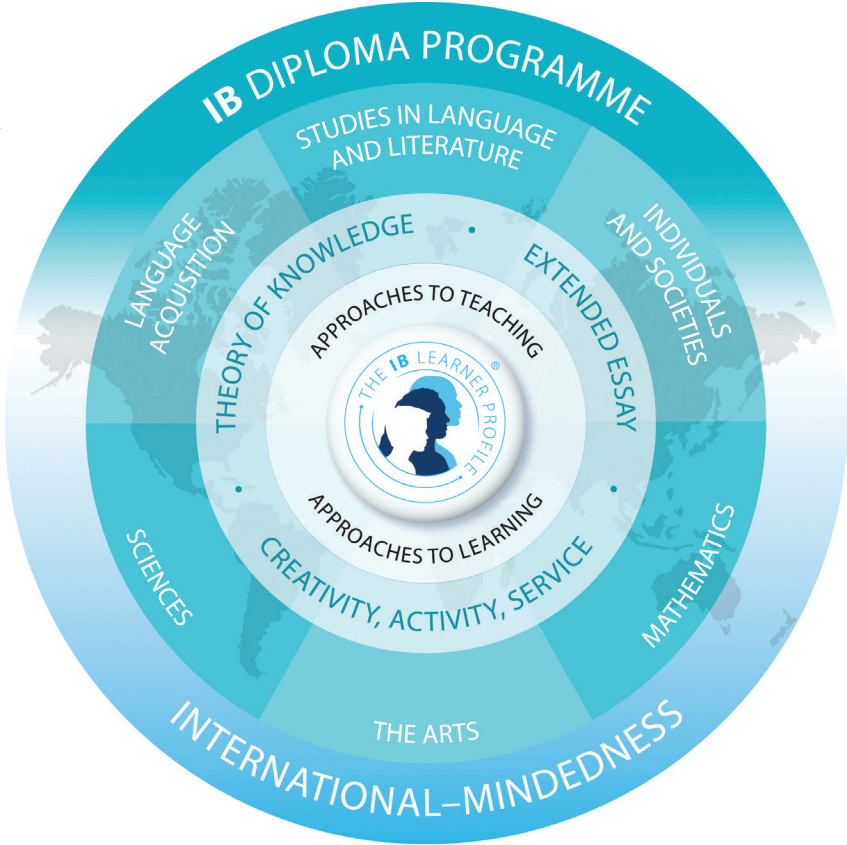 IB DIPLOMA PROGRAMME
STUDIES IN LANGUAGE
AND LITERATURE
LANGUAGE
ACQUISITION
INDIVIDUALS
AND SOCIETIES
THEORY OF KNOWLEDGE
EXTENDED ESSAY
APPROACHES TO TEACHING
THE IB LEARNER PROFILE®
APPROACHES TO LEARNING
CREATIVITY, ACTIVITY, SERVICE
SCIENCES
MATHEMATICS
THE ARTS
INTERNATIONAL–MINDEDNESS